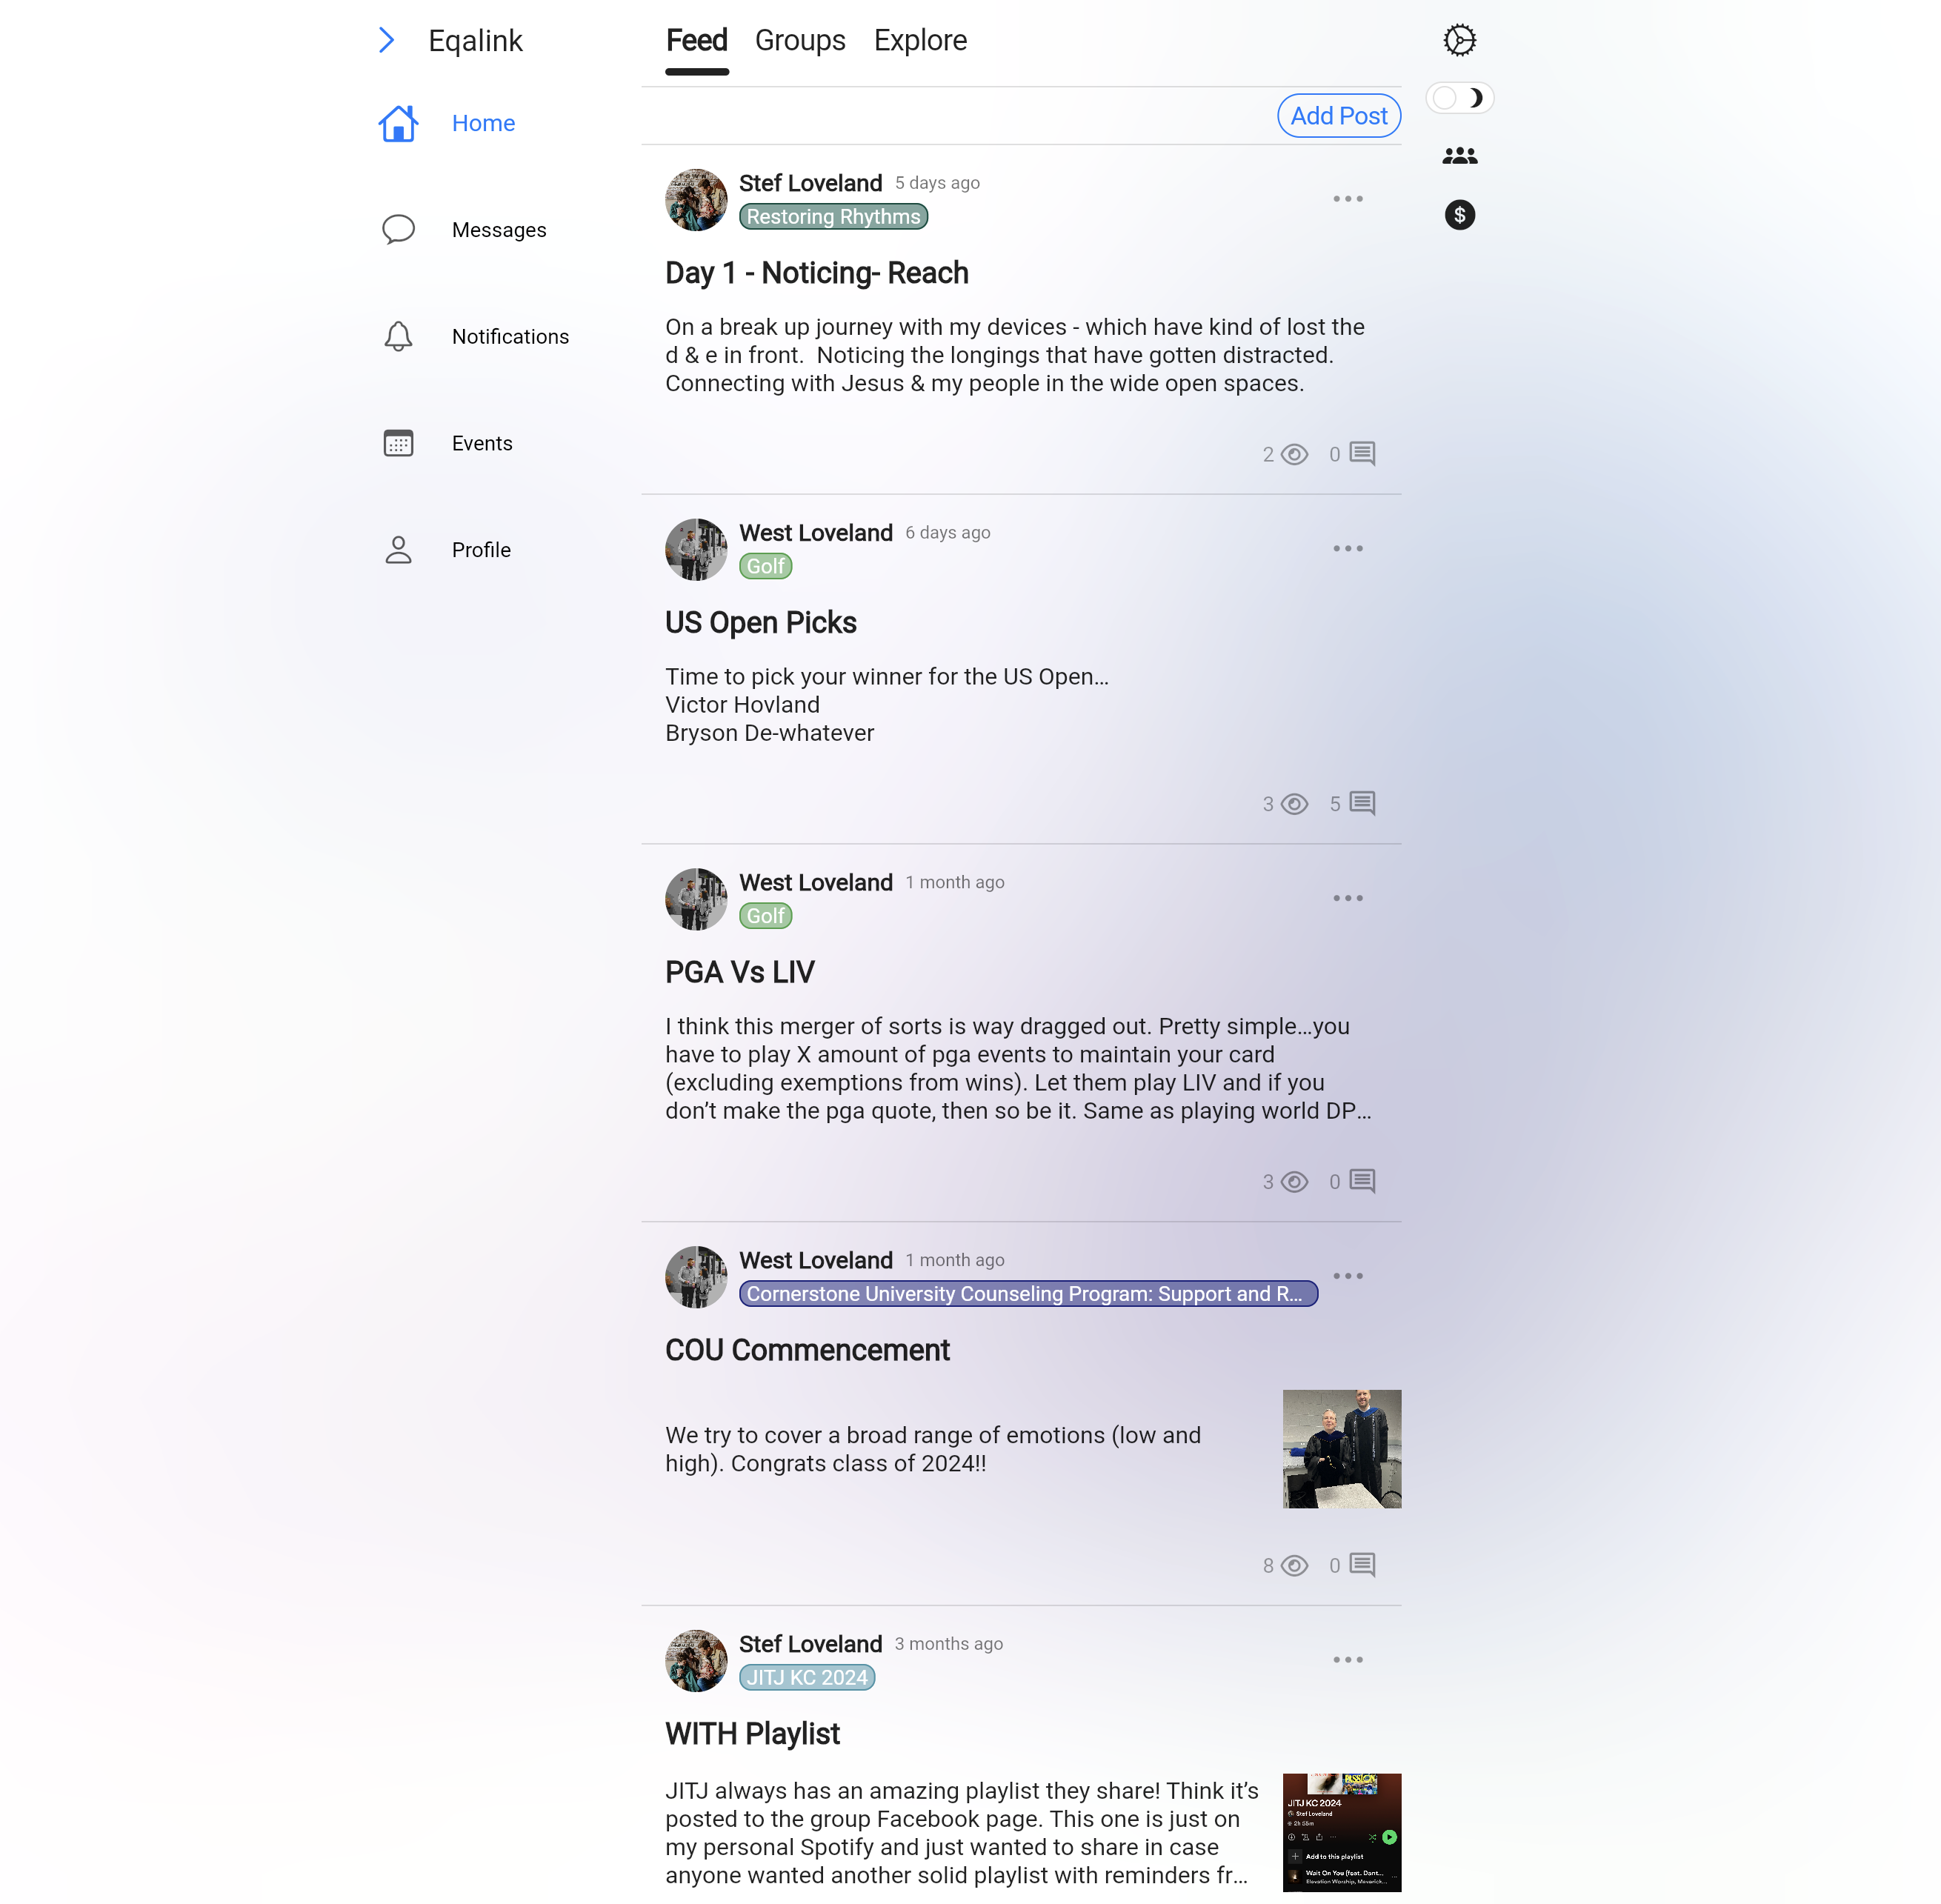 Eqalink
Feed Groups Explore
Home
Add Post
Messages
Notifications
Events
Profile
Stef Loveland 5 days ago
Restoring Rhythms
Day 1 - Noticing- Reach
On a break up journey with my devices - which have kind of lost the
d & e in front.  Noticing the longings that have gotten distracted.
Connecting with Jesus & my people in the wide open spaces.
2 0
West Loveland 6 days ago
Golf
US Open Picks
Time to pick your winner for the US Open...
Victor Hovland
Bryson De-whatever
3 5
West Loveland 1 month ago
Golf
PGA Vs LIV
I think this merger of sorts is way dragged out. Pretty simple...you
have to play X amount of pga events to maintain your card
(excluding exemptions from wins). Let them play LIV and if you
don’t make the pga quote, then so be it. Same as playing world DP...
3 0
West Loveland 1 month ago
Cornerstone University Counseling Program: Support and R...
COU Commencement
We try to cover a broad range of emotions (low and
high). Congrats class of 2024!!
8 0
Stef Loveland 3 months ago
JITJ KC 2024
WITH Playlist
JITJ always has an amazing playlist they share! Think it’s
posted to the group Facebook page. This one is just on
my personal Spotify and just wanted to share in case
anyone wanted another solid playlist with reminders fr...
PASSION
JITJ KC 2024
Stef Loveland
2h 58m
Add to this playlist
Wait On You (feat. Dant...
Elevation Worship, Maverick...